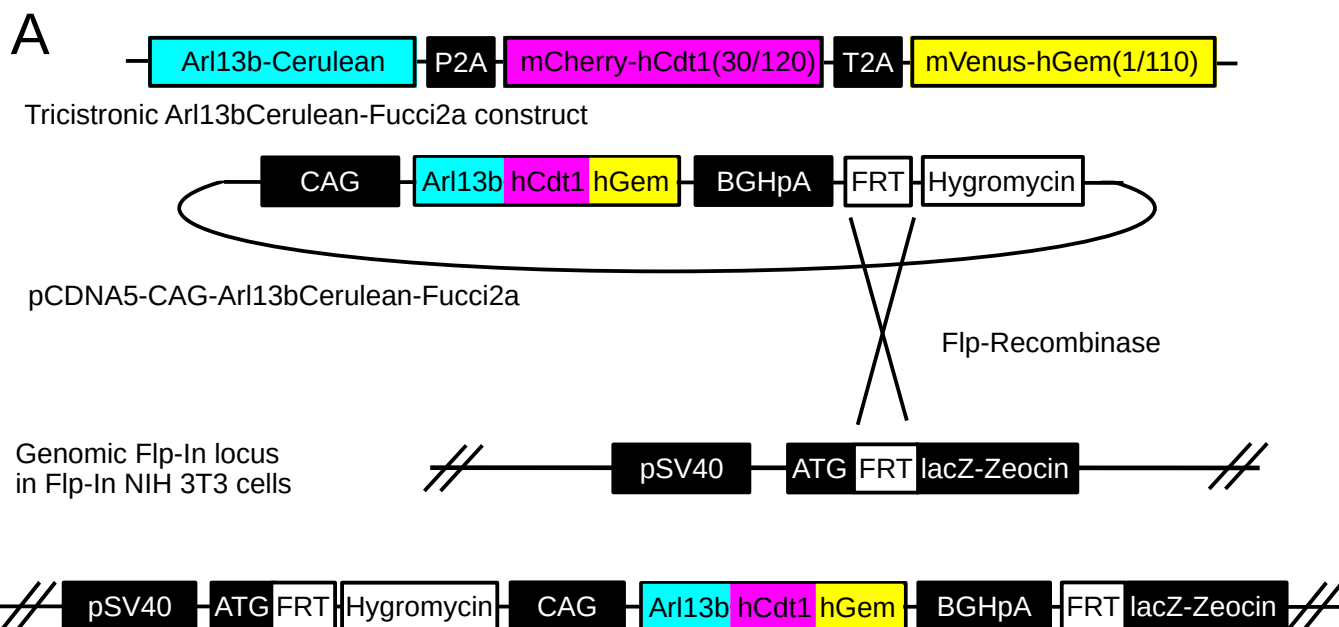 A
Arl13b-Cerulean P2A mCherry-hCdt1(30/120) T2A mVenus-hGem(1/110)
Tricistronic Arl13bCerulean-Fucci2a construct
CAG Arl13b hCdt1 hGem BGHpA FRT Hygromycin
pCDNA5-CAG-Arl13bCerulean-Fucci2a
Flp-Recombinase
Genomic Flp-In locus
in Flp-In NIH 3T3 cells
pSV40 ATG FRT lacZ-Zeocin
pSV40 ATG FRT Hygromycin CAG Arl13b hCdt1 hGem BGHpA FRT lacZ-Zeocin